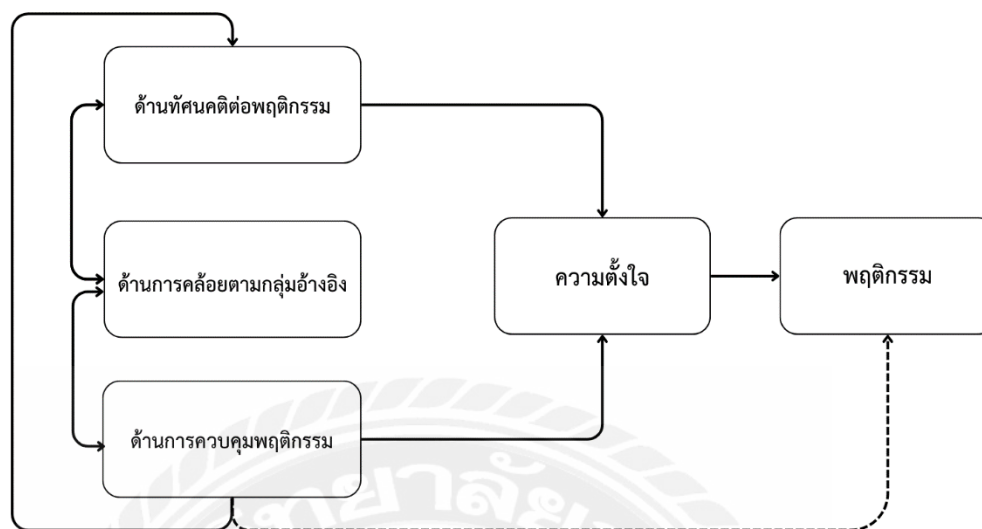 ด้านทัศนคติต่อพฤติกรรม
ด้านการคล้อยตามกลุ่มอ้างอิง
ความตั้งใจ
พฤติกรรม
ด้านการควบคุมพฤติกรรม